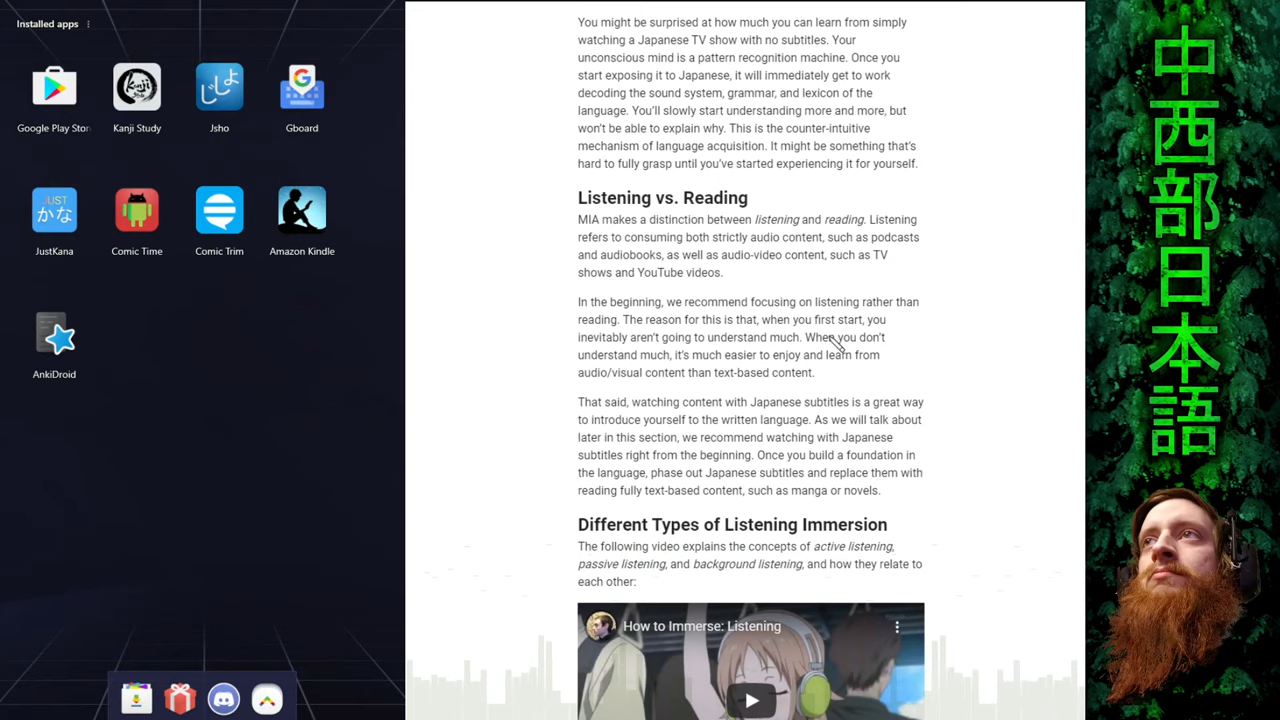 Installed apps
Google Play Stor
Kanji Study
Jsho
Gboard
JUST
かな
JustKana
Comic Time
Comic Trim
Amazon Kindle
AnkiDroid
You might be surprised at how much you can learn from simply
watching a Japanese TV show with no subtitles. Your
unconscious mind is a pattern recognition machine. Once you
start exposing it to Japanese, it will immediately get to work
decoding the sound system, grammar, and lexicon of the
language. You'll slowly start understanding more and more, but
won't be able to explain why. This is the counter-intuitive
mechanism of language acquisition. It might be something that's
hard to fully grasp until you've started experiencing it for yourself.
Listening vs. Reading
MIA makes a distinction between listening and reading. Listening
refers to consuming both strictly audio content, such as podcasts
and audiobooks, as well as audio-video content, such as TV
shows and YouTube videos.
In the beginning, we recommend focusing on listening rather than
reading. The reason for this is that, when you first start, you
inevitably aren't going to understand much. When you don't
understand much, it's much easier to enjoy and learn from
audio/visual content than text-based content.
That said, watching content with Japanese subtitles is a great way
to introduce yourself to the written language. As we will talk about
later in this section, we recommend watching with Japanese
subtitles right from the beginning. Once you build a foundation in
the language, phase out Japanese subtitles and replace them with
reading fully text-based content, such as manga or novels.
Different Types of Listening Immersion
The following video explains the concepts of active listening,
passive listening, and background listening, and how they relate to
each other:
How to Immerse: Listening
中西部日本語